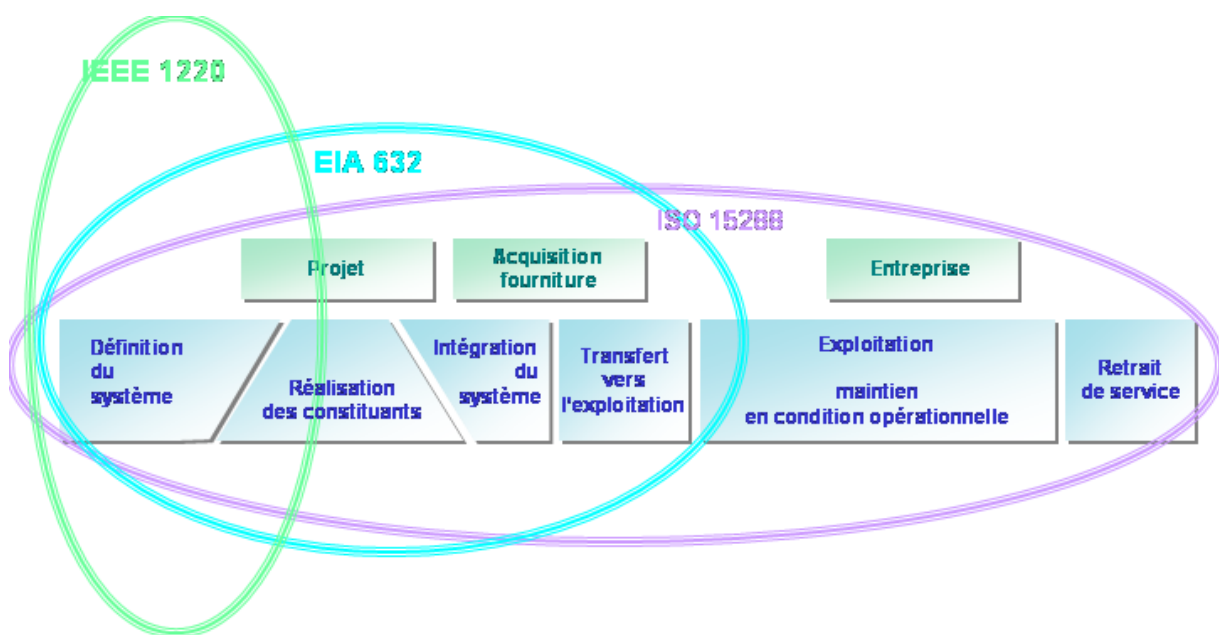 IEEE 1220
EIA 632
ISO 15288
Projet
Acquisition
fourniture
Entreprise
Définition
du
système
Réalisation
des constituants
Intégration
du
système
Transfert
vers
l'exploitation
Exploitation
maintien
en condition opérationnelle
Retrait
de service